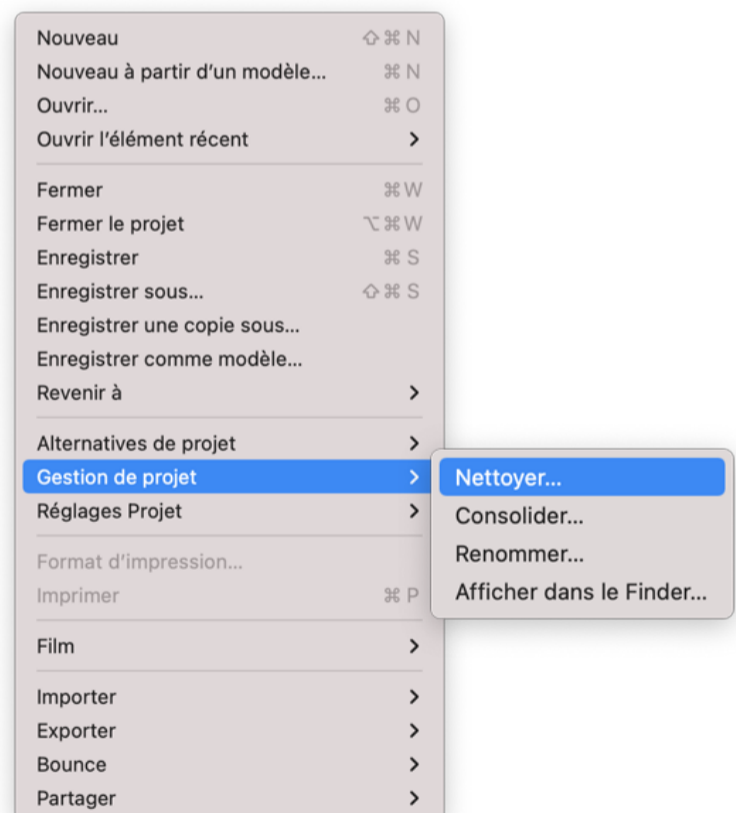 Nouveau ⇧⌘N
Nouveau à partir d’un modèle... ⌘N
Ouvrir... ⌘O
Ouvrir l’élément récent >
Fermer ⌘W
Fermer le projet ⌥⌘W
Enregistrer ⌘S
Enregistrer sous... ⇧⌘S
Enregistrer une copie sous...
Enregistrer comme modèle...
Revenir à >
Alternatives de projet >
Gestion de projet >
Réglages Projet >
Format d’impression...
Imprimer ⌘P
Film >
Importer >
Exporter >
Bounce >
Partager >
Nettoyer...
Consolider...
Renommer...
Afficher dans le Finder...